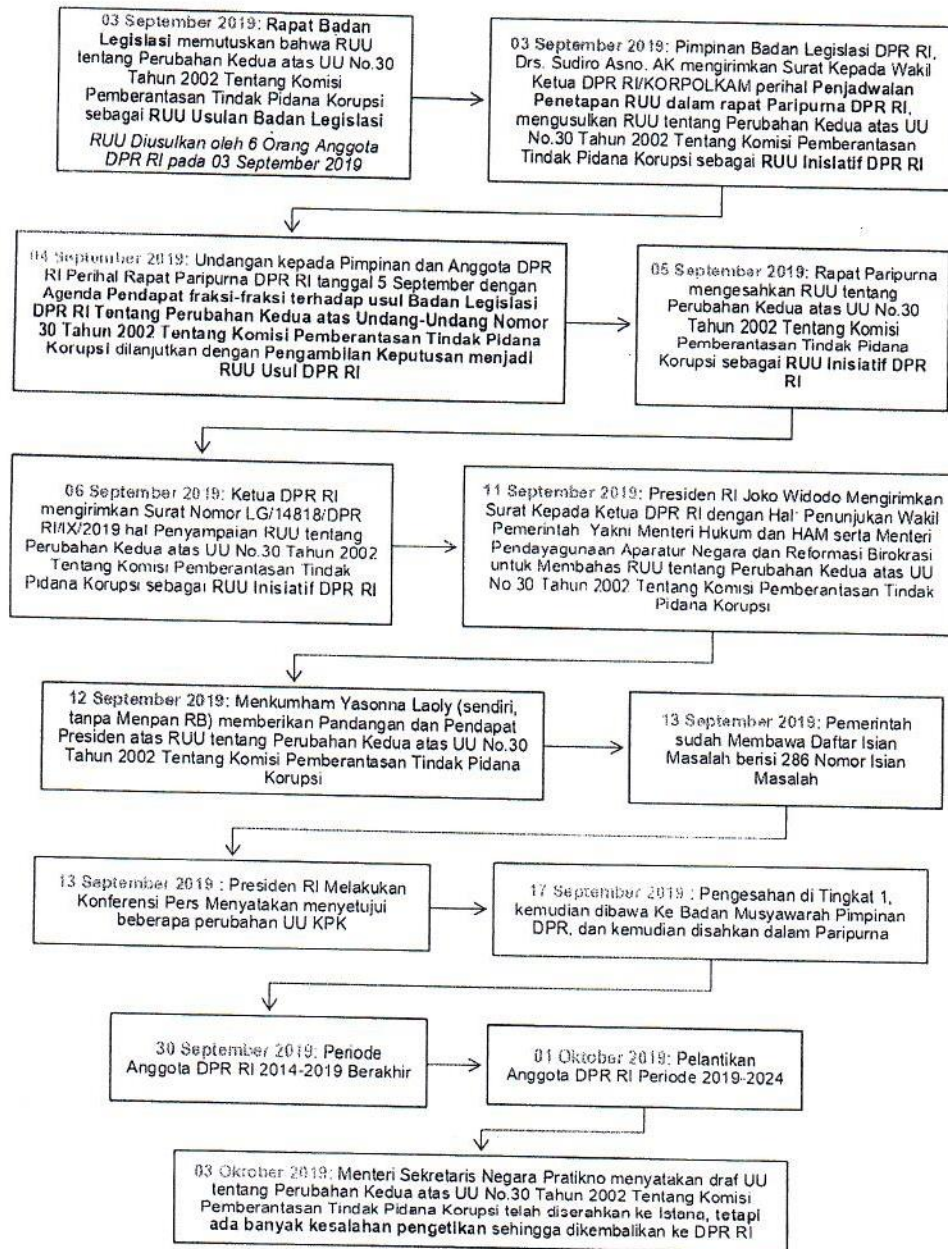 03 September 2019: Rapat Badan
Legislasi memutuskan bahwa RUU
tentang Perubahan Kedua atas UU No.30
Tahun 2002 Tentang Komisi
Pemberantasan Tindak Pidana Korupsi
sebagai RUU Usulan Badan Legislasi
RUU Diusulkan oleh 6 Orang Anggota
DPR RI pada 03 September 2019
03 September 2019: Pimpinan Badan Legislasi DPR RI,
Drs. Sudiro Asno, AK mengirimkan Surat Kepada Wakil
Ketua DPR RI/KORPOLKAM perihal Penjadwalan
Penetapan RUU dalam rapat Paripurna DPR RI,
mengusulkan RUU tentang Perubahan Kedua atas UU
No.30 Tahun 2002 Tentang Komisi Pemberantasan
Tindak Pidana Korupsi sebagai RUU Inisiatif DPR RI
04 September 2019: Undangan kepada Pimpinan dan Anggota DPR
RI Perihal Rapat Paripurna DPR RI tanggal 5 September dengan
Agenda Pendapat fraksi-fraksi terhadap usul Badan Legislasi
DPR RI Tentang Perubahan Kedua atas Undang-Undang Nomor
30 Tahun 2002 Tentang Komisi Pemberantasan Tindak Pidana
Korupsi dilanjutkan dengan Pengambilan Keputusan menjadi
RUU Usul DPR RI
05 September 2019: Rapat Paripurna
mengesahkan RUU tentang
Perubahan Kedua atas UU No.30
Tahun 2002 Tentang Komisi
Pemberantasan Tindak Pidana
Korupsi sebagai RUU Inisiatif DPR
RI
06 September 2019: Ketua DPR RI
mengirimkan Surat Nomor LG/14818/DPR
RI/IX/2019 hal Penyampaian RUU tentang
Perubahan Kedua atas UU No.30 Tahun 2002
Tentang Komisi Pemberantasan Tindak
Pidana Korupsi sebagai RUU Inisiatif DPR RI
11 September 2019: Presiden RI Joko Widodo Mengirimkan
Surat Kepada Ketua DPR RI dengan Hal: Penunjukan Wakil
Pemerintah Yakni Menteri Hukum dan HAM serta Menteri
Pendayagunaan Aparatur Negara dan Reformasi Birokrasi
untuk Membahas RUU tentang Perubahan Kedua atas UU
No 30 Tahun 2002 Tentang Komisi Pemberantasan Tindak
Pidana Korupsi
12 September 2019: Menkumham Yasonna Laoly (sendiri,
tanpa Menpan RB) memberikan Pandangan dan Pendapat
Presiden atas RUU tentang Perubahan Kedua atas UU No.30
Tahun 2002 Tentang Komisi Pemberantasan Tindak Pidana
Korupsi
13 September 2019: Pemerintah
sudah Membawa Daftar Isian
Masalah berisi 286 Nomor Isian
Masalah
13 September 2019 : Presiden RI Melakukan
Konferensi Pers Menyatakan menyetujui
beberapa perubahan UU KPK
17 September 2019 : Pengesahan di Tingkat 1,
kemudian dibawa Ke Badan Musyawarah Pimpinan
DPR, dan kemudian disahkan dalam Paripurna
30 September 2019: Periode
Anggota DPR RI 2014-2019 Berakhir
01 Oktober 2019: Pelantikan
Anggota DPR RI Periode 2019-2024
03 Oktober 2019: Menteri Sekretaris Negara Pratikno menyatakan draf UU
tentang Perubahan Kedua atas UU No.30 Tahun 2002 Tentang Komisi
Pemberantasan Tindak Pidana Korupsi telah diserahkan ke Istana, tetapi
ada banyak kesalahan pengetikan sehingga dikembalikan ke DPR RI